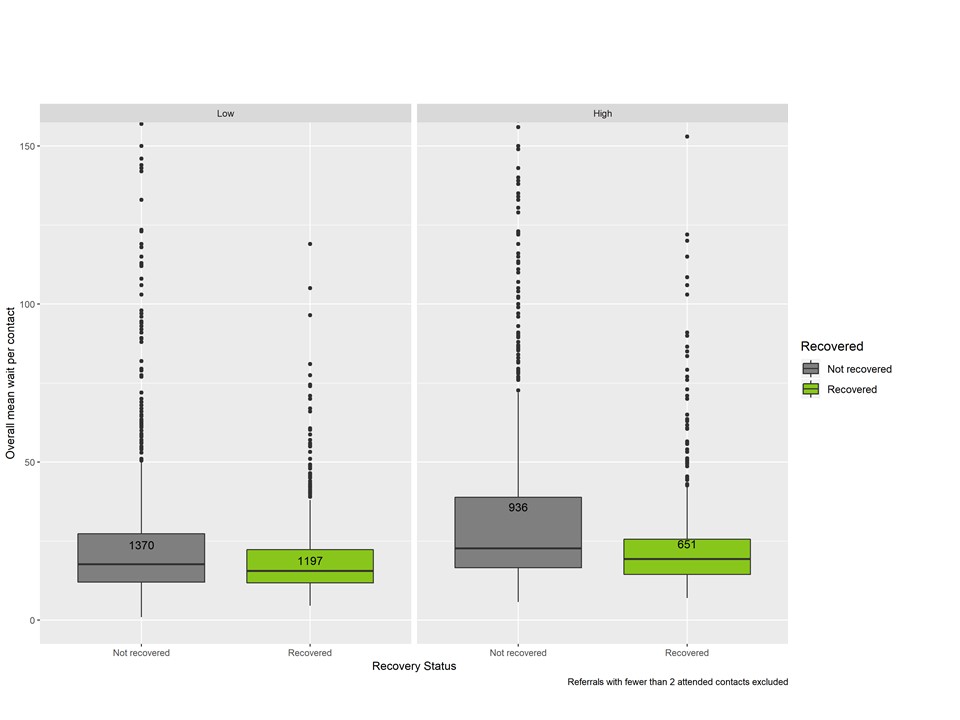 Low
High
150
100
50
0
Overall mean wait per contact
1370
1197
936
651
Not recovered
Recovered
Not recovered
Recovered
Recovery Status
Referrals with fewer than 2 attended contacts excluded
Recovered
Not recovered
Recovered